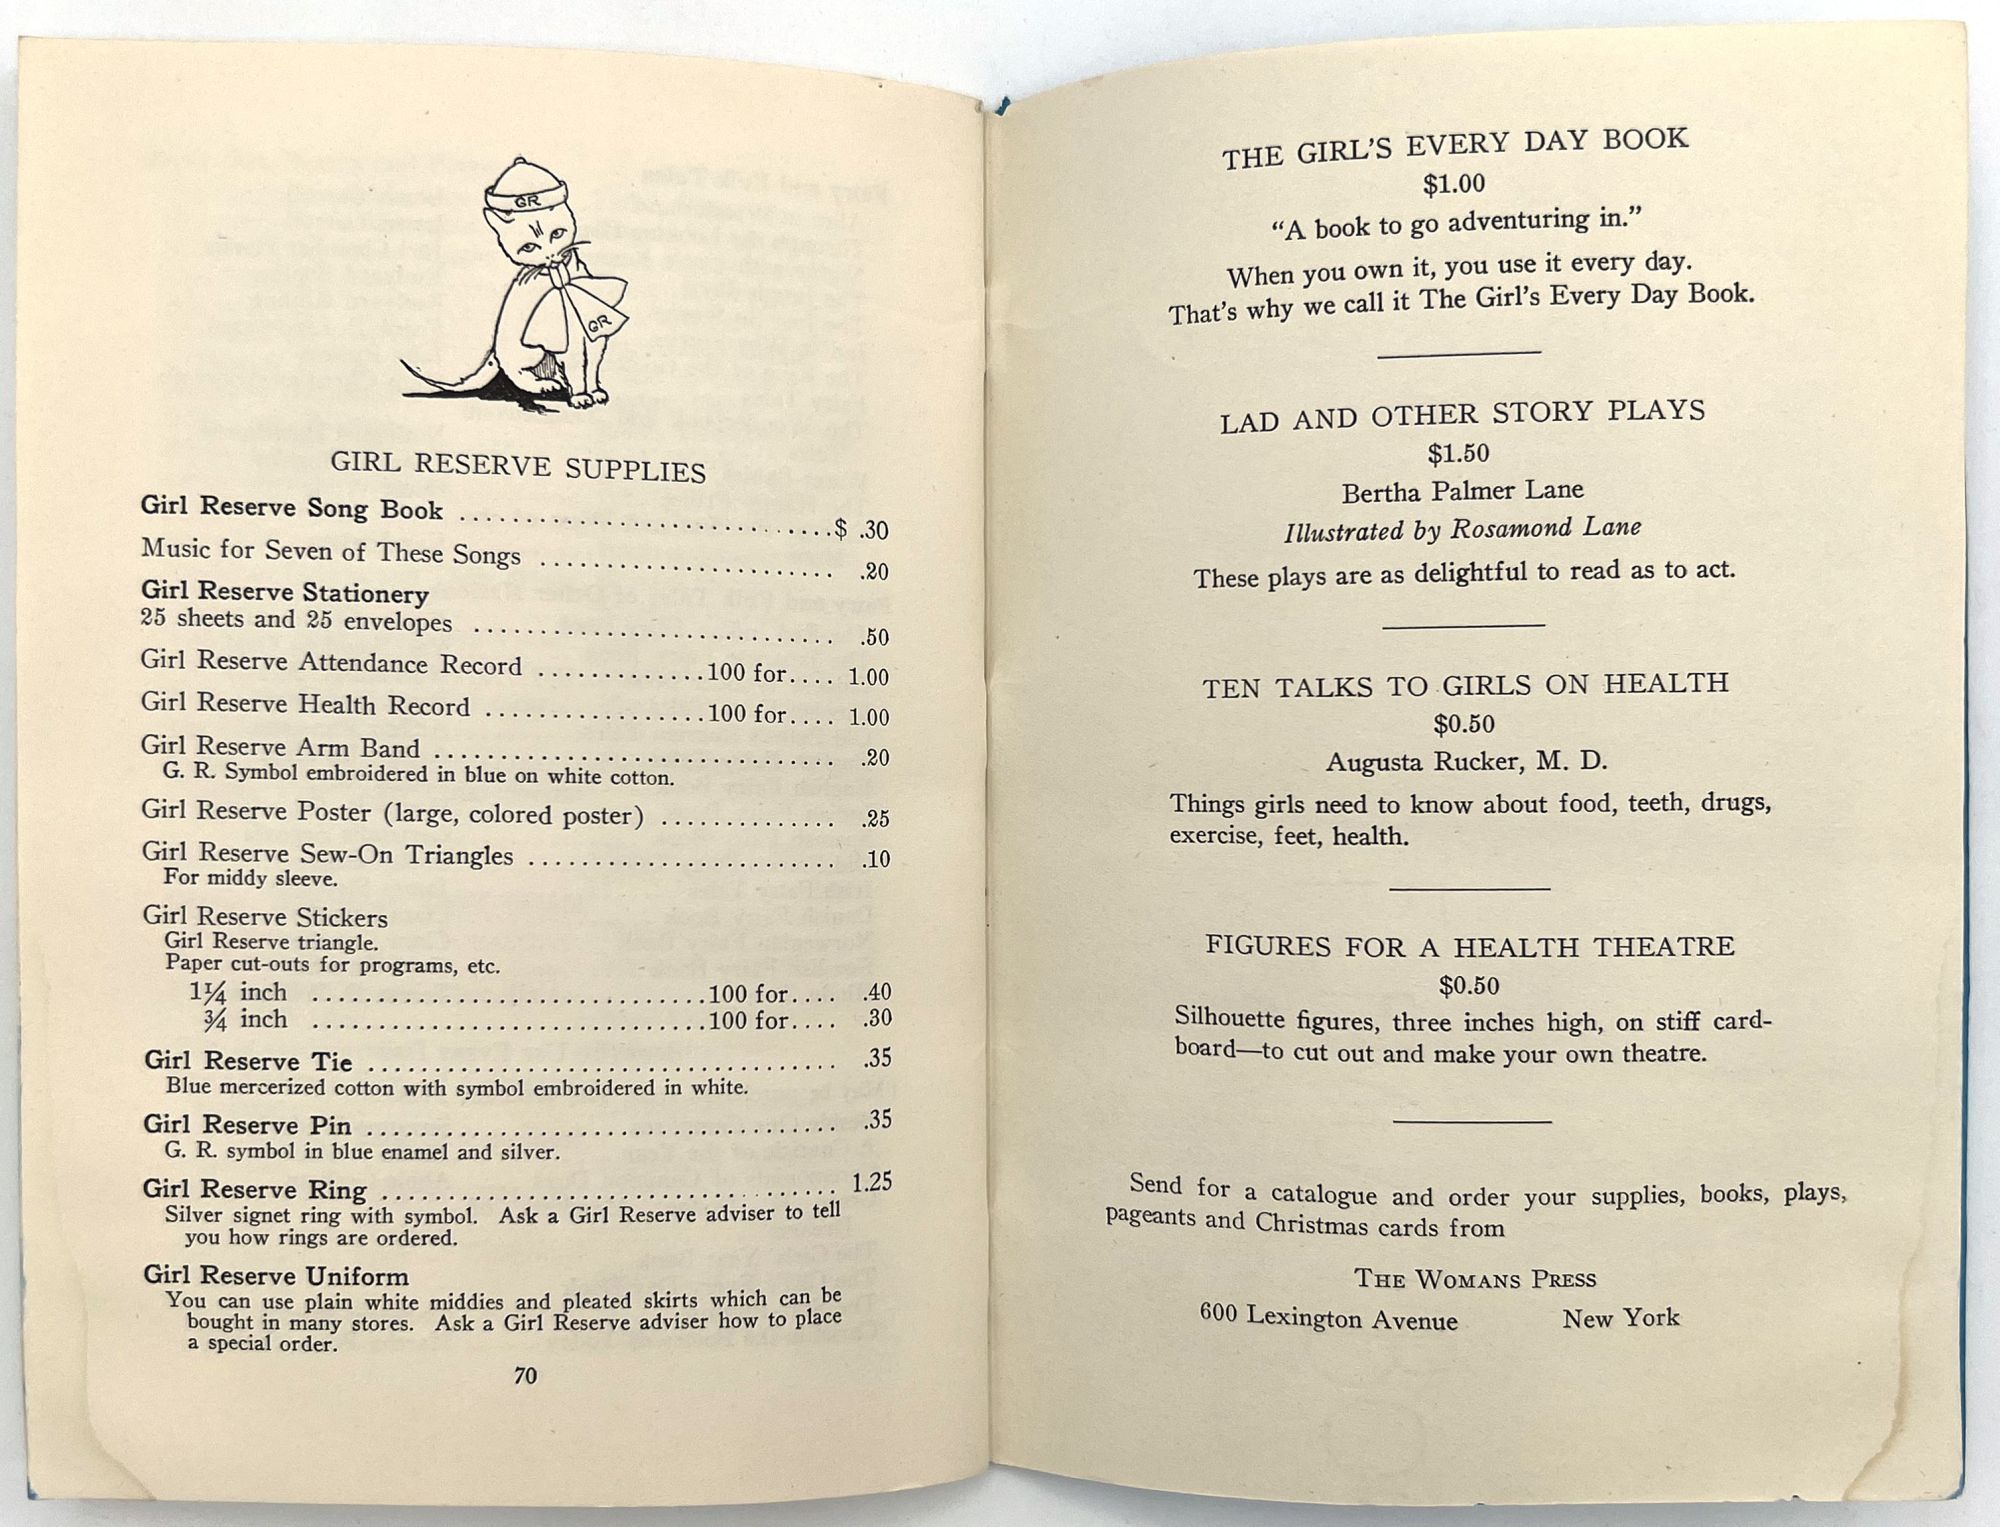 GR
GR
GIRL RESERVE SUPPLIES
Girl Reserve Song Book ............................$ .30
Music for Seven of These Songs ...................... .20
Girl Reserve Stationery
25 sheets and 25 envelopes ........................... .50
Girl Reserve Attendance Record .............100 for.... 1.00
Girl Reserve Health Record .................100 for.... 1.00
Girl Reserve Arm Band .............................. .20
G. R. Symbol embroidered in blue on white cotton.
Girl Reserve Poster (large, colored poster) .............. .25
Girl Reserve Sew-On Triangles ........................ .10
For middy sleeve.
Girl Reserve Stickers
Girl Reserve triangle.
Paper cut-outs for programs, etc.
1¼ inch ..............................100 for.... .40
¾ inch ..............................100 for.... .30
Girl Reserve Tie ................................... .35
Blue mercerized cotton with symbol embroidered in white.
Girl Reserve Pin ................................... .35
G. R. symbol in blue enamel and silver.
Girl Reserve Ring .................................. 1.25
Silver signet ring with symbol. Ask a Girl Reserve adviser to tell
you how rings are ordered.
Girl Reserve Uniform
You can use plain white middies and pleated skirts which can be
bought in many stores. Ask a Girl Reserve adviser how to place
a special order.
70
THE GIRL'S EVERY DAY BOOK
$1.00
“A book to go adventuring in.”
When you own it, you use it every day.
That's why we call it The Girl's Every Day Book.
LAD AND OTHER STORY PLAYS
$1.50
Bertha Palmer Lane
Illustrated by Rosamond Lane
These plays are as delightful to read as to act.
TEN TALKS TO GIRLS ON HEALTH
$0.50
Augusta Rucker, M. D.
Things girls need to know about food, teeth, drugs,
exercise, feet, health.
FIGURES FOR A HEALTH THEATRE
$0.50
Silhouette figures, three inches high, on stiff card-
board—to cut out and make your own theatre.
Send for a catalogue and order your supplies, books, plays,
pageants and Christmas cards from
THE WOMANS PRESS
600 Lexington Avenue New York